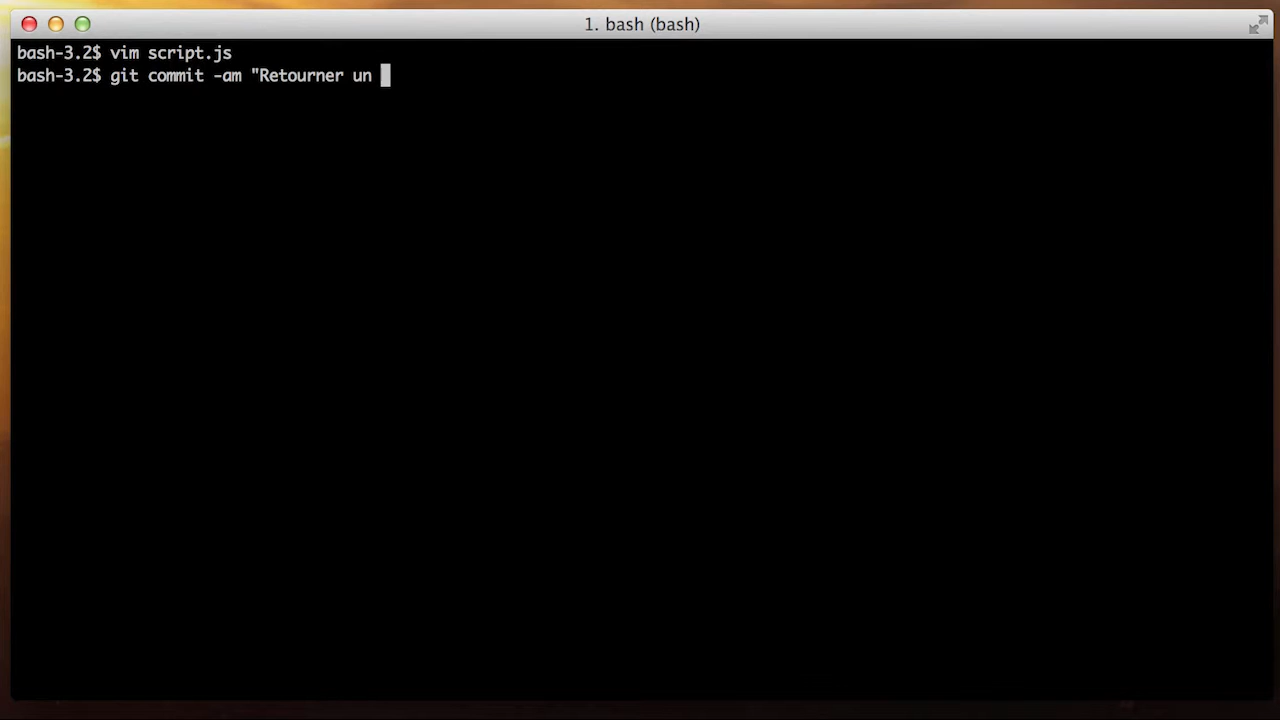 1. bash (bash)
bash-3.2$ vim script.js
bash-3.2$ git commit -am "Retourner un